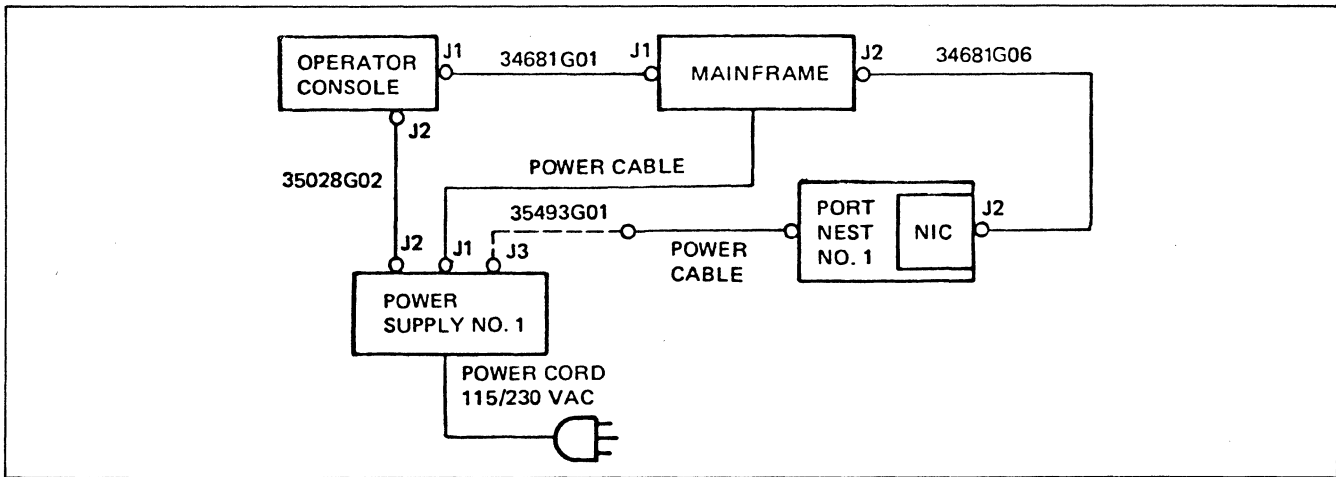 OPERATOR
CONSOLE
J1
34681G01
J1
MAINFRAME
J2
34681G06
J2
35028G02
POWER CABLE
35493G01
PORT
NEST
NO. 1
NIC
J2
POWER
CABLE
J2
J1
J3
POWER
SUPPLY NO. 1
POWER CORD
115/230 VAC